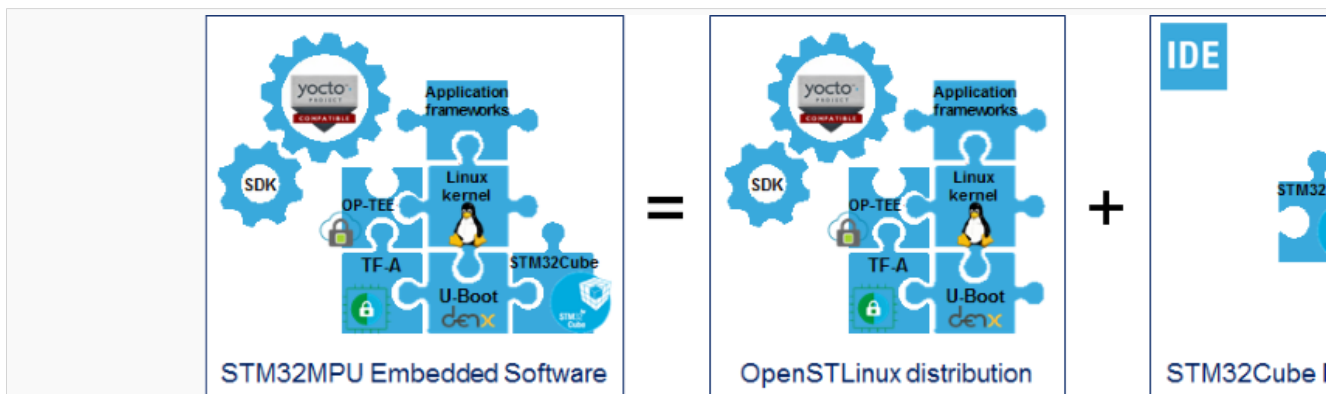 yocto
PROJECT
COMPATIBLE
Application
frameworks
SDK
Linux
kernel
OP-TEE
TF-A
STM32Cube
U-Boot
denx
STM32
Cube
STM32MPU Embedded Software
=
yocto
PROJECT
COMPATIBLE
Application
frameworks
SDK
Linux
kernel
OP-TEE
TF-A
U-Boot
denx
OpenSTLinux distribution
+
IDE
STM32
STM32Cube